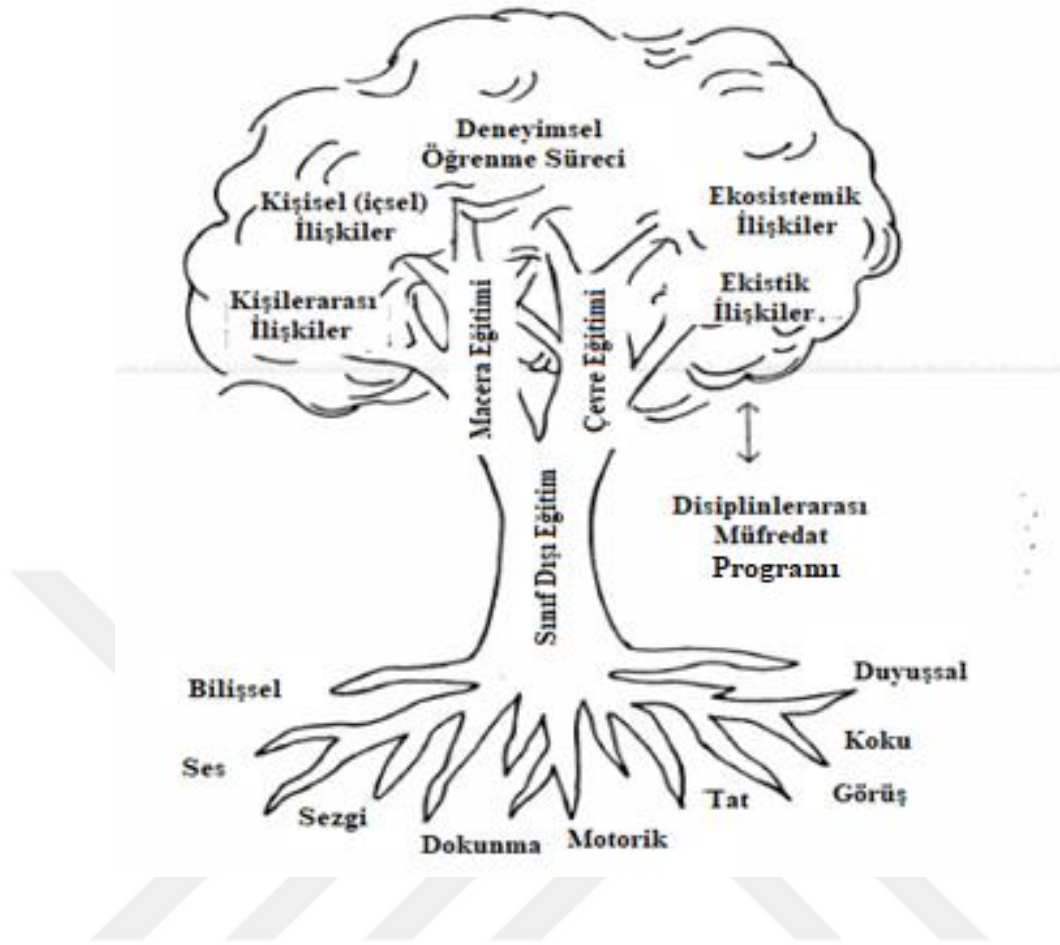 Deneyimsel
Öğrenme Süreci
Kişisel (içsel)
İlişkiler
Ekosistemik
İlişkiler
Kişilerarası
İlişkiler
Ekistik
İlişkiler
Macera Eğitimi
Çevre Eğitimi
Sınıf Dışı Eğitim
Disiplinlerarası
Müfredat
Programı
Bilişsel
Duyuşsal
Ses
Koku
Sezgi
Tat
Görüş
Dokunma
Motorik